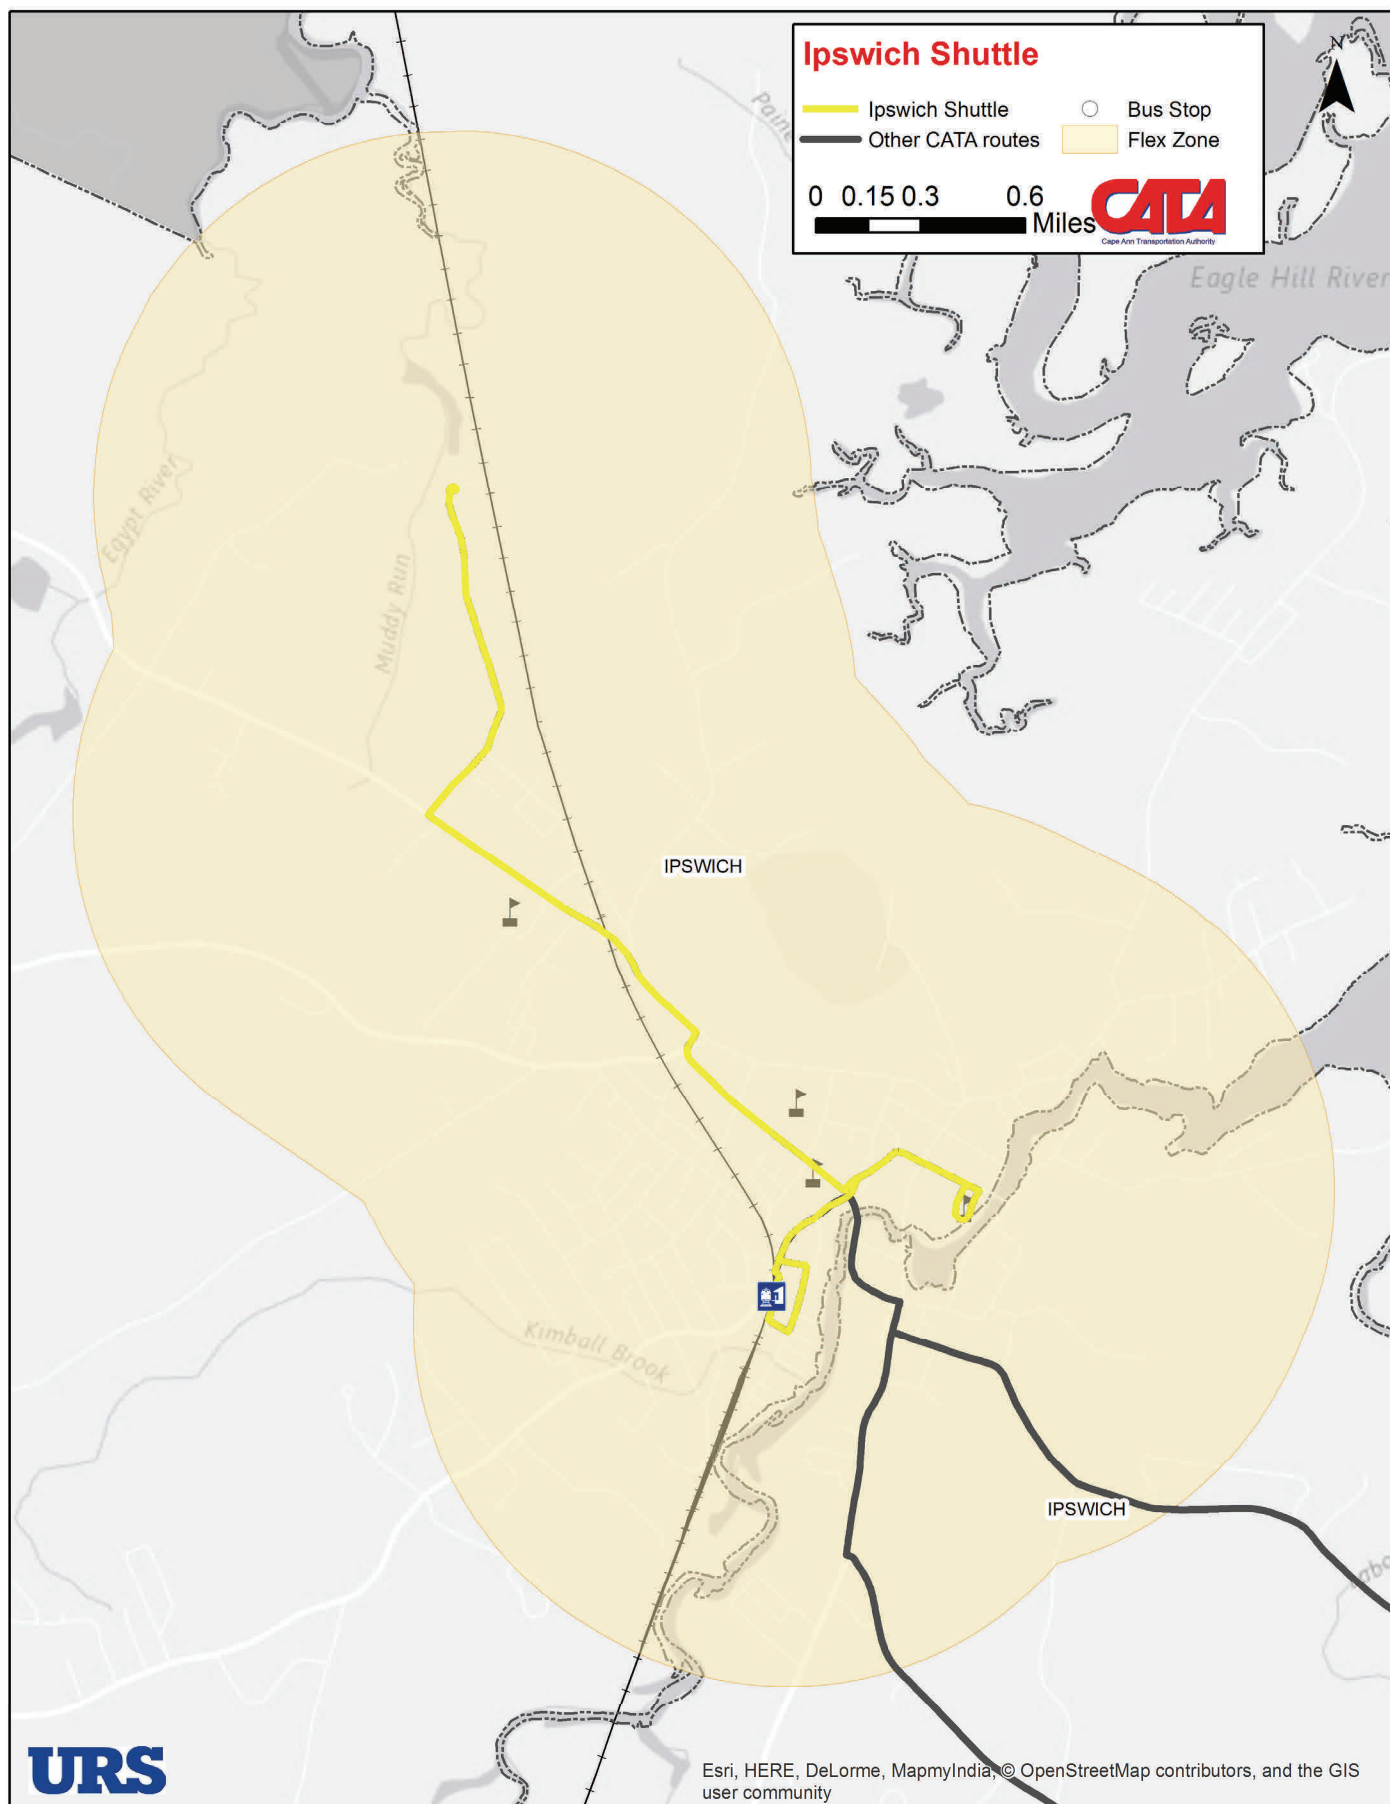 Ipswich Shuttle
Ipswich Shuttle
Bus Stop
Other CATA routes
Flex Zone
0 0.15 0.3 0.6
Miles
CATA
Cape Ann Transportation Authority
N
Eagle Hill River
Egypt River
Muddy Run
IPSWICH
Kimball Brook
IPSWICH
URS
Esri, HERE, DeLorme, MapmyIndia, © OpenStreetMap contributors, and the GIS
user community